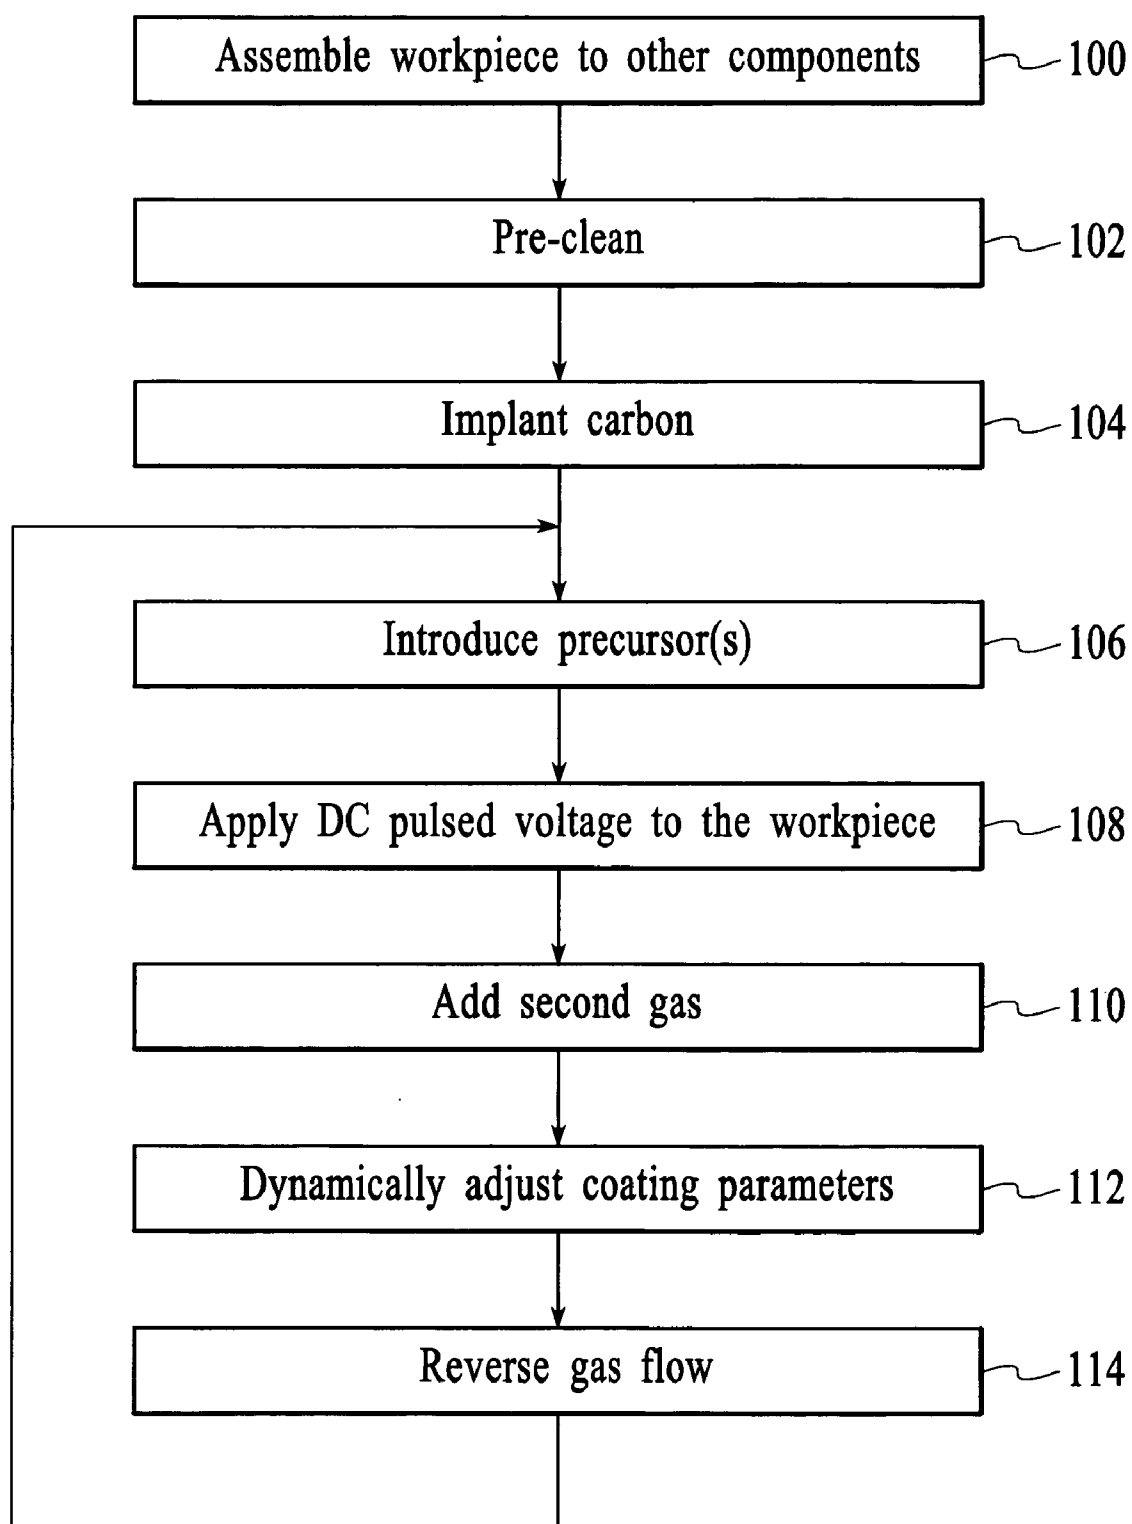 Assemble workpiece to other components 100
Pre-clean 102
Implant carbon 104
Introduce precursor(s) 106
Apply DC pulsed voltage to the workpiece 108
Add second gas 110
Dynamically adjust coating parameters 112
Reverse gas flow 114